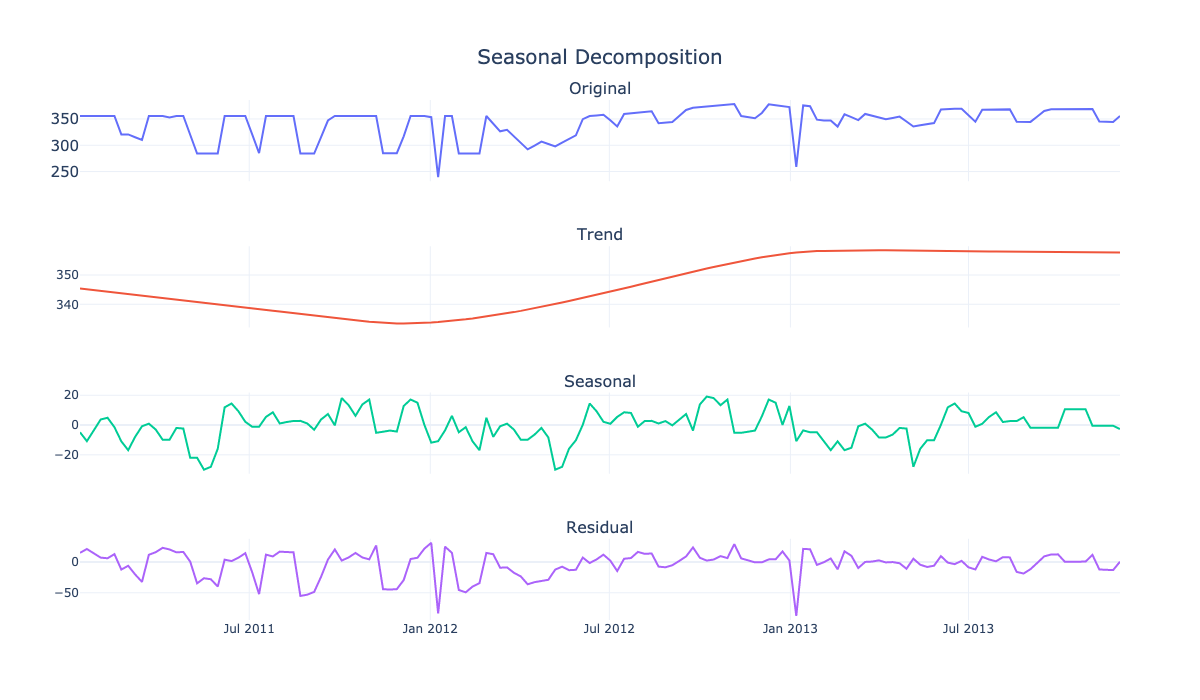 Seasonal Decomposition
Original
350
300
250
Trend
350
340
Seasonal
20
0
−20
Residual
0
−50
Jul 2011 Jan 2012 Jul 2012 Jan 2013 Jul 2013